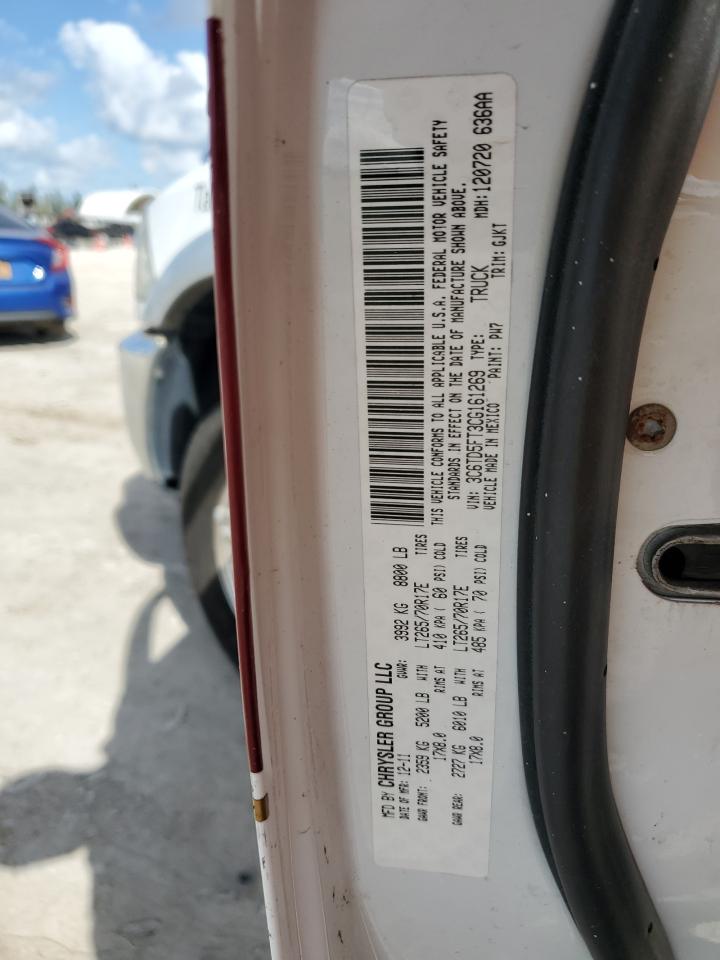 MFD BY CHRYSLER GROUP LLC
DATE OF MFR: 12-11 GVWR: 3992 KG 8800 LB
GAWR FRONT: 2359 KG 5200 LB WITH LT265/70R17E TIRES
17X8.0 RIMS AT 410 KPA ( 60 PSI) COLD
GAWR REAR: 2727 KG 6010 LB WITH LT265/70R17E TIRES
17X8.0 RIMS AT 485 KPA ( 70 PSI) COLD
THIS VEHICLE CONFORMS TO ALL APPLICABLE U.S.A. FEDERAL MOTOR VEHICLE SAFETY
STANDARDS IN EFFECT ON THE DATE OF MANUFACTURE SHOWN ABOVE.
VIN: 3C6TD5FT3CG161269 TYPE: TRUCK MDH: 120720 636AA
VEHICLE MADE IN MEXICO PAINT: PW7 TRIM: GJKT